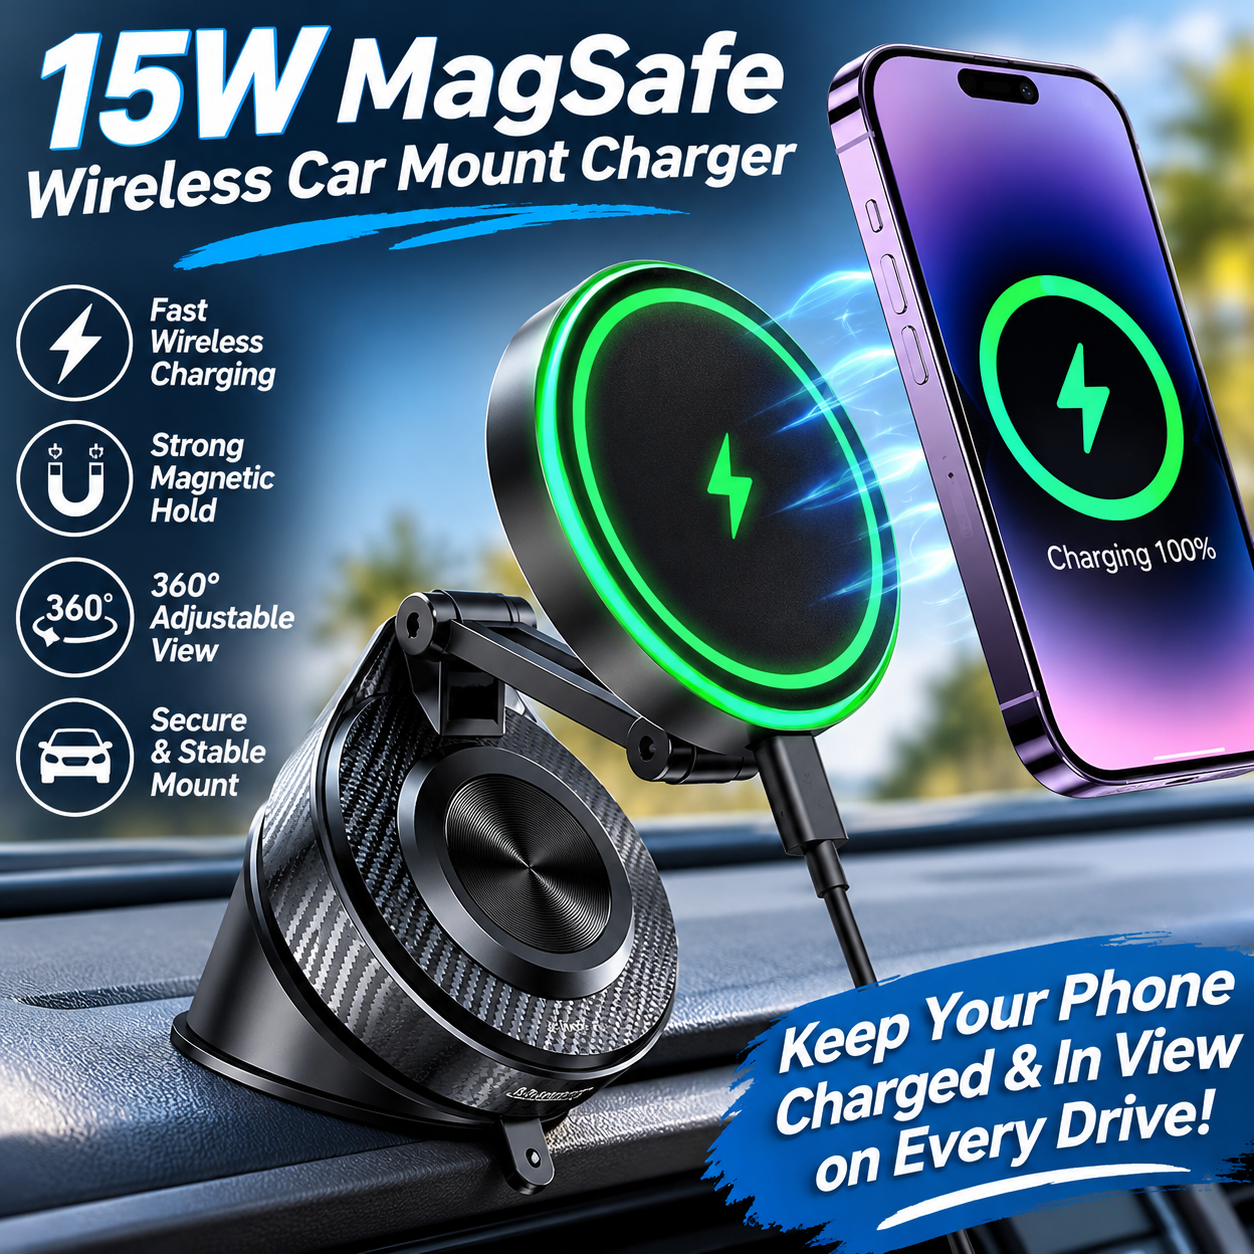 15W MagSafe
Wireless Car Mount Charger
Fast
Wireless
Charging
Strong
Magnetic
Hold
360°
360°
Adjustable
View
Secure
& Stable
Mount
Charging 100%
Keep Your Phone
Charged & In View
on Every Drive!